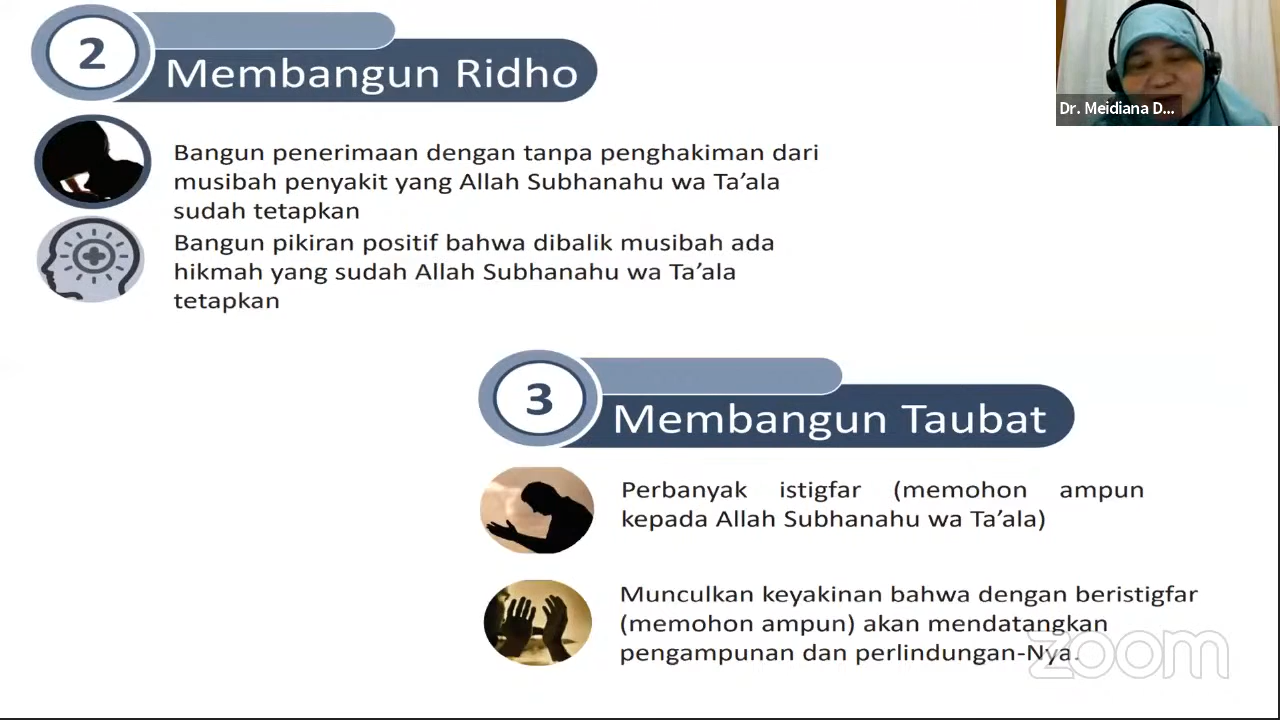 2
Membangun Ridho
Dr. Meidiana D...
Bangun penerimaan dengan tanpa penghakiman dari
musibah penyakit yang Allah Subhanahu wa Ta’ala
sudah tetapkan
Bangun pikiran positif bahwa dibalik musibah ada
hikmah yang sudah Allah Subhanahu wa Ta’ala
tetapkan
3
Membangun Taubat
Perbanyak istigfar (memohon ampun
kepada Allah Subhanahu wa Ta’ala)
Munculkan keyakinan bahwa dengan beristigfar
(memohon ampun) akan mendatangkan
pengampunan dan perlindungan-Nya.
zoom